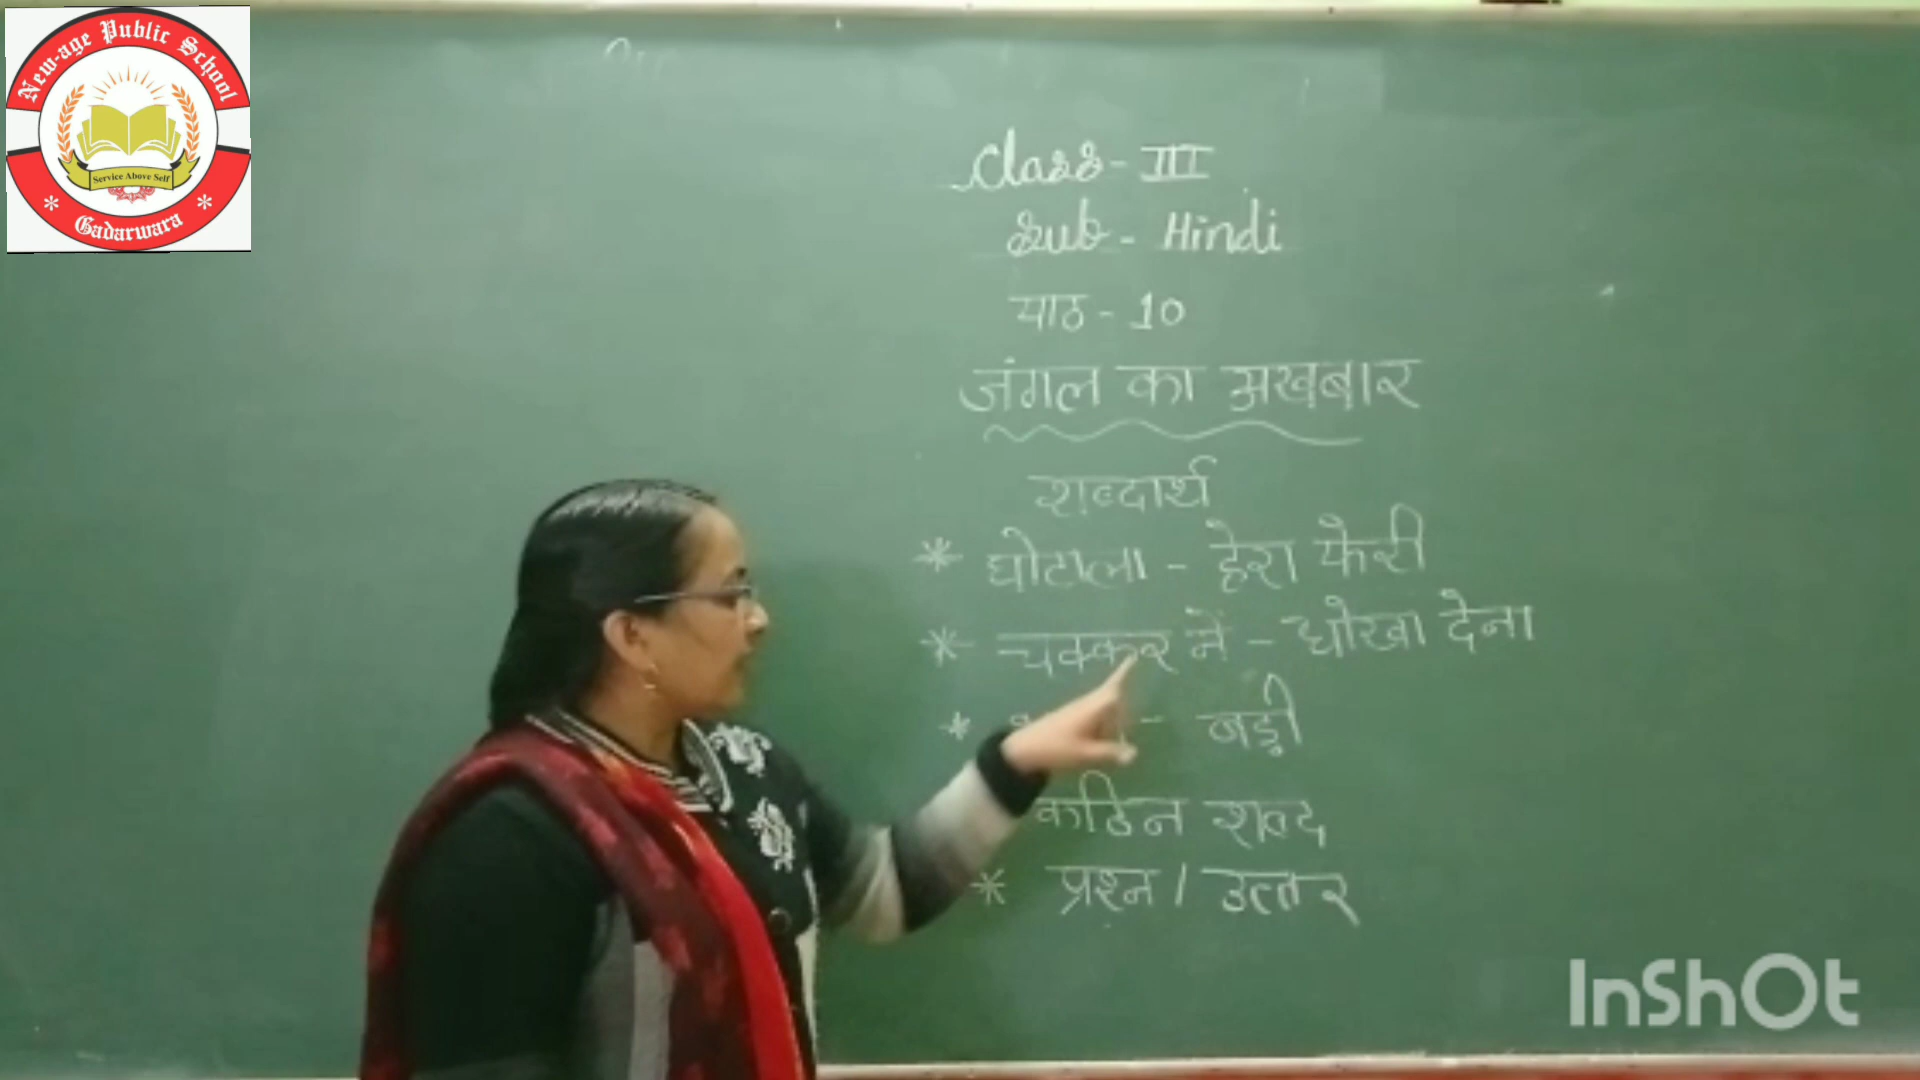 New-age Public School
Service Above Self
* Gadarwara *
Class - III
Sub - Hindi
पाठ - 10
जंगल का अखबार
शब्दार्थ
* घोटाला - हेरा फेरी
* चक्कर में - धोखा देना
* - बड़ी
कठिन शब्द
* प्रश्न / उत्तर
InShOt